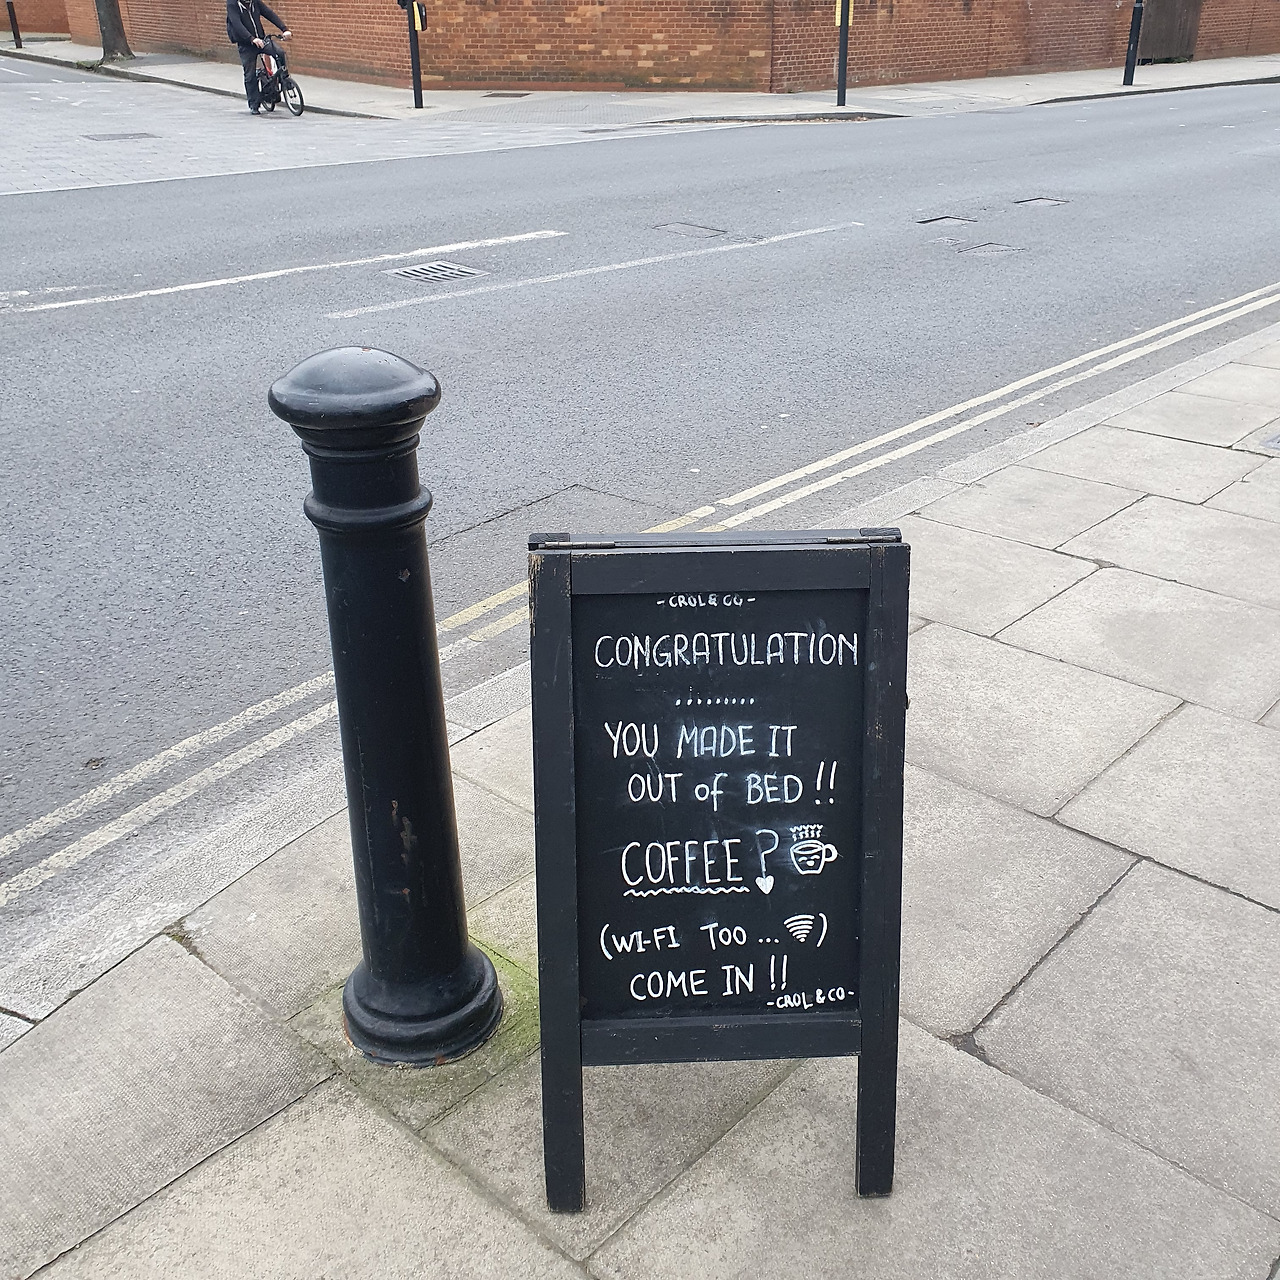 - CROL & CO -
CONGRATULATION
.........
YOU MADE IT
OUT of BED !!
COFFEE ?
(WI-FI TOO ... )
COME IN !!
- CROL & CO -